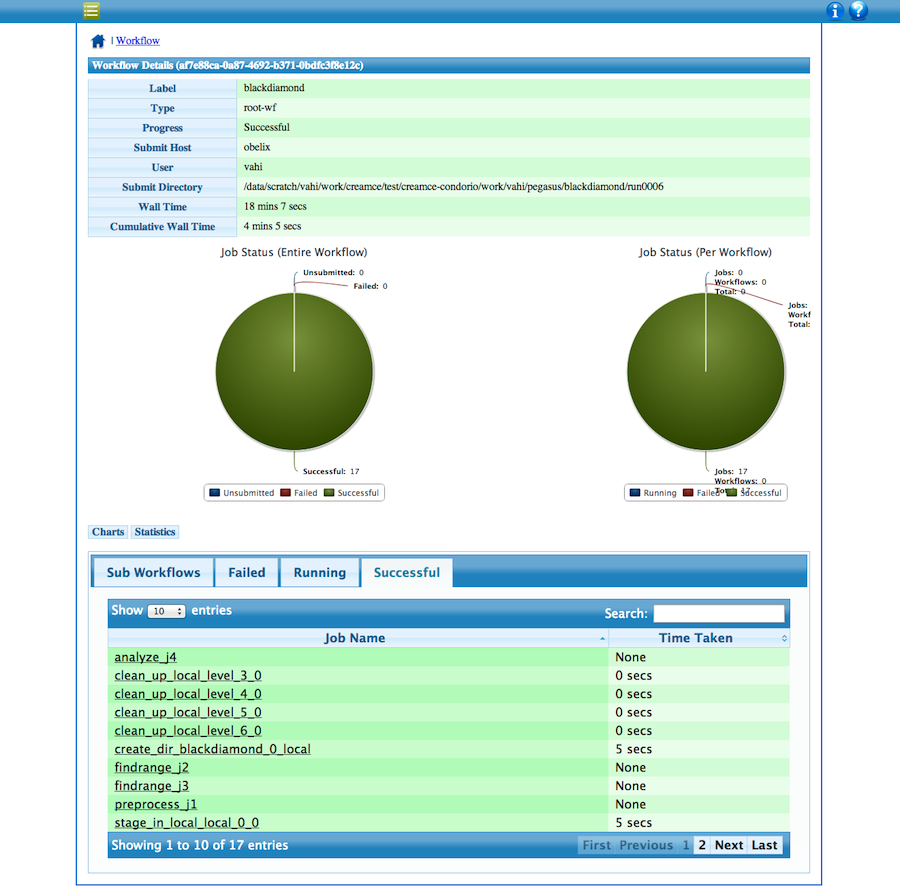 | Workflow
Workflow Details (af7e88ca-0a87-4692-b371-0bdfc3f8e12c)
Label blackdiamond
Type root-wf
Progress Successful
Submit Host obelix
User vahi
Submit Directory /data/scratch/vahi/work/creamce/test/creamce-condorio/work/vahi/pegasus/blackdiamond/run0006
Wall Time 18 mins 7 secs
Cumulative Wall Time 4 mins 5 secs
Job Status (Entire Workflow)
Unsubmitted: 0
Failed: 0
Successful: 17
Unsubmitted Failed Successful
Job Status (Per Workflow)
Jobs: 0
Workflows: 0
Total: 0
Jobs:
Workf
Total:
Jobs: 17
Workflows: 0
Total: 17
Running Failed Successful
Charts Statistics
Sub Workflows Failed Running Successful
Show 10 entries Search:
Job Name Time Taken
analyze_j4 None
clean_up_local_level_3_0 0 secs
clean_up_local_level_4_0 0 secs
clean_up_local_level_5_0 0 secs
clean_up_local_level_6_0 0 secs
create_dir_blackdiamond_0_local 5 secs
findrange_j2 None
findrange_j3 None
preprocess_j1 None
stage_in_local_local_0_0 5 secs
Showing 1 to 10 of 17 entries First Previous 1 2 Next Last